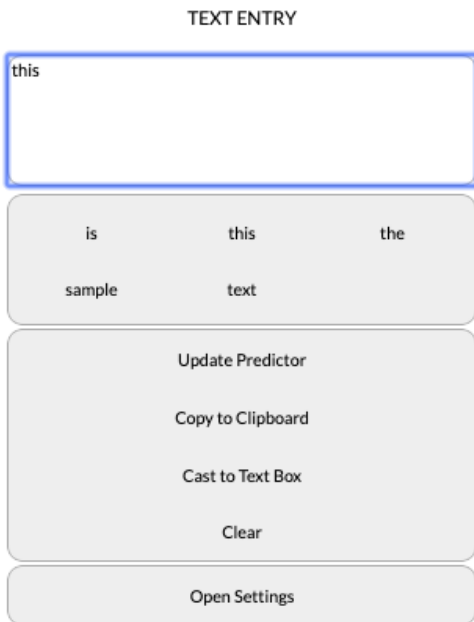 TEXT ENTRY
this
is this the
sample text
Update Predictor
Copy to Clipboard
Cast to Text Box
Clear
Open Settings